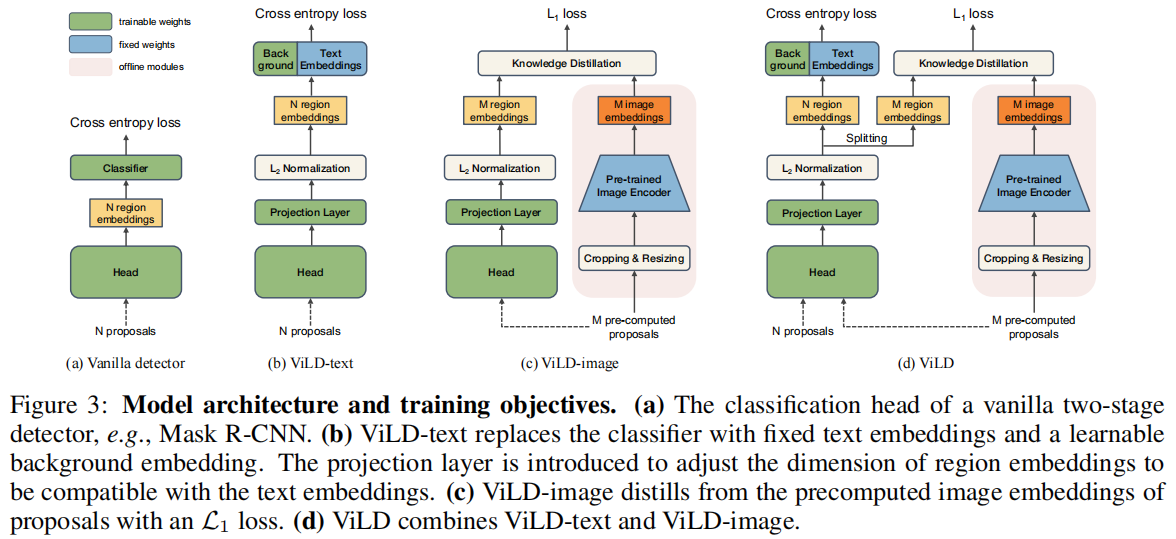 trainable weights
fixed weights
offline modules
Cross entropy loss
Classifier
N region
embeddings
Head
N proposals
(a) Vanilla detector
Cross entropy loss
Back
ground
Text
Embeddings
N region
embeddings
L2 Normalization
Projection Layer
Head
N proposals
(b) ViLD-text
L1 loss
Knowledge Distillation
M region
embeddings
M image
embeddings
L2 Normalization
Projection Layer
Head
Pre-trained
Image Encoder
Cropping & Resizing
M pre-computed
proposals
(c) ViLD-image
Cross entropy loss
L1 loss
Back
ground
Text
Embeddings
Knowledge Distillation
N region
embeddings
M region
embeddings
M image
embeddings
Splitting
L2 Normalization
Projection Layer
Head
Pre-trained
Image Encoder
Cropping & Resizing
N proposals
M pre-computed
proposals
(d) ViLD
Figure 3: Model architecture and training objectives. (a) The classification head of a vanilla two-stage
detector, e.g., Mask R-CNN. (b) ViLD-text replaces the classifier with fixed text embeddings and a learnable
background embedding. The projection layer is introduced to adjust the dimension of region embeddings to
be compatible with the text embeddings. (c) ViLD-image distills from the precomputed image embeddings of
proposals with an L1 loss. (d) ViLD combines ViLD-text and ViLD-image.